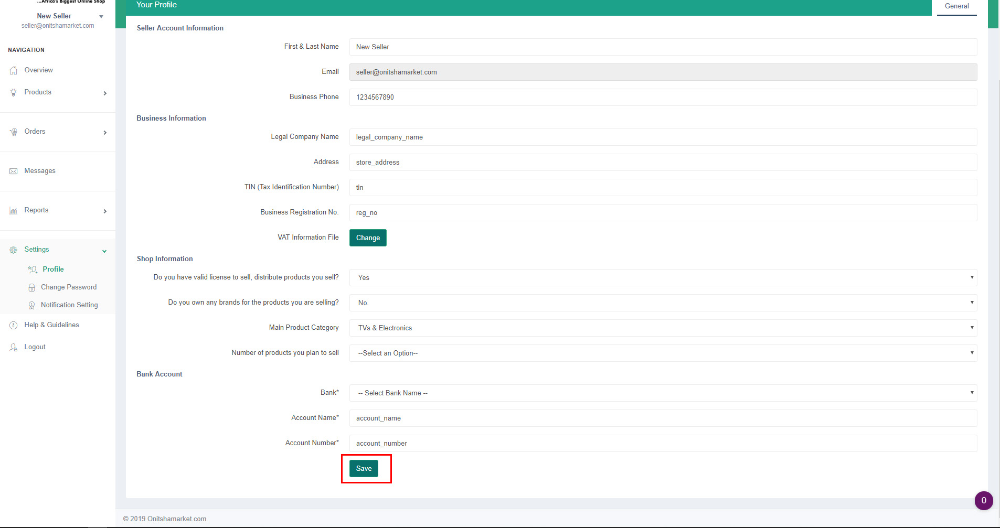 ...Africa's Biggest Online Shop
New Seller
seller@onitshamarket.com
NAVIGATION
Overview
Products
Orders
Messages
Reports
Settings
Profile
Change Password
Notification Setting
Help & Guidelines
Logout
Your Profile
General
Seller Account Information
First & Last Name New Seller
Email seller@onitshamarket.com
Business Phone 1234567890
Business Information
Legal Company Name legal_company_name
Address store_address
TIN (Tax Identification Number) tin
Business Registration No. reg_no
VAT Information File Change
Shop Information
Do you have valid license to sell, distribute products you sell? Yes
Do you own any brands for the products you are selling? No.
Main Product Category TVs & Electronics
Number of products you plan to sell --Select an Option--
Bank Account
Bank* -- Select Bank Name --
Account Name* account_name
Account Number* account_number
Save
0
© 2019 Onitshamarket.com